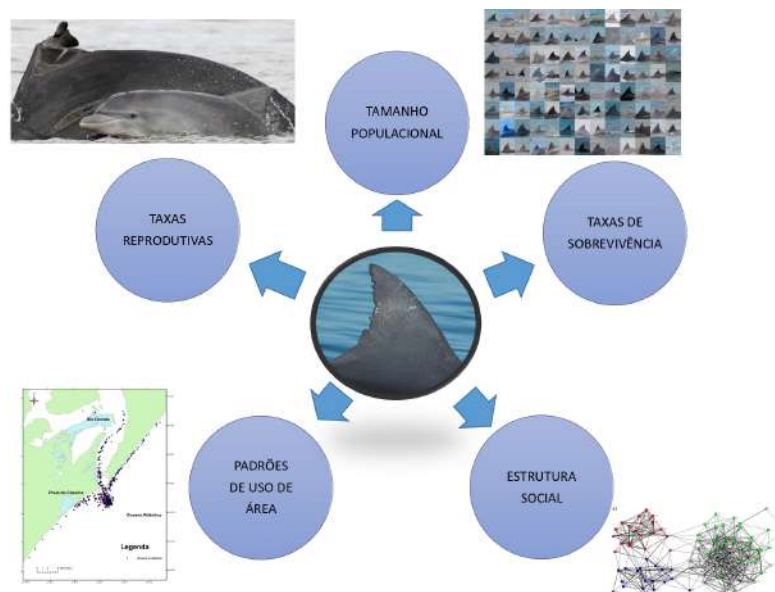 TAMANHO
POPULACIONAL
TAXAS
REPRODUTIVAS
TAXAS DE
SOBREVIVÊNCIA
PADRÕES
DE USO DE
ÁREA
ESTRUTURA
SOCIAL
Oceano Atlântico
Legenda